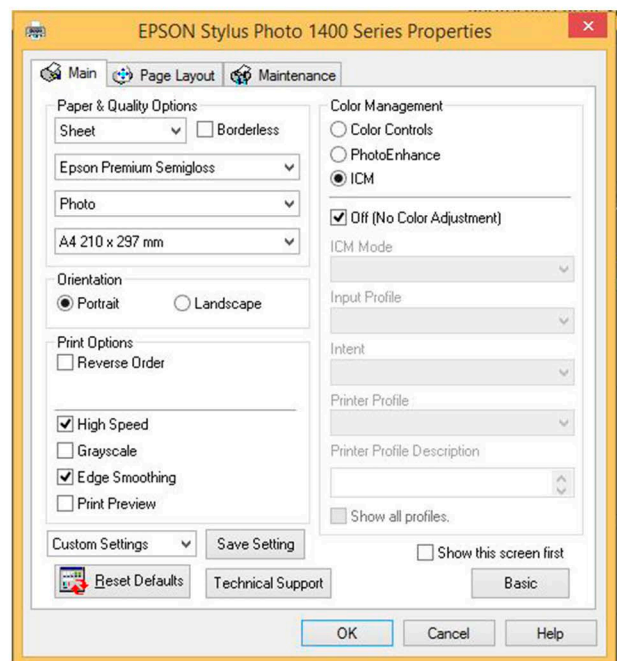 EPSON Stylus Photo 1400 Series Properties
Main
Page Layout
Maintenance
Paper & Quality Options
Sheet
Borderless
Epson Premium Semigloss
Photo
A4 210 x 297 mm
Orientation
Portrait
Landscape
Print Options
Reverse Order
High Speed
Grayscale
Edge Smoothing
Print Preview
Color Management
Color Controls
PhotoEnhance
ICM
Off (No Color Adjustment)
ICM Mode
Input Profile
Intent
Printer Profile
Printer Profile Description
Show all profiles.
Custom Settings
Save Setting
Show this screen first
Reset Defaults
Technical Support
Basic
OK
Cancel
Help